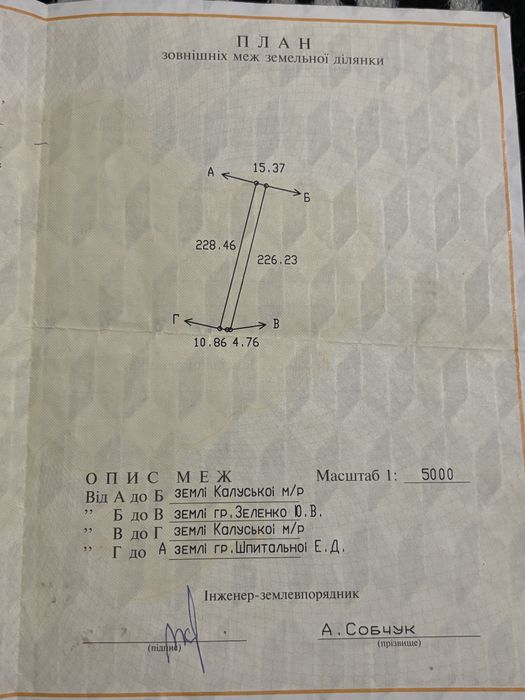 ПЛАН
зовнішніх меж земельної ділянки
А 15.37
Б
228.46
226.23
Г В
10.86 4.76
ОПИС МЕЖ Масштаб 1: 5000
Від А до Б землі Калуської м/р
” Б до В землі гр.Зеленко Ю.В.
” В до Г землі Калуської м/р
” Г до А землі гр.Шпитальної Е.Д.
Інженер-землевпорядник
А.Собчук
(підпис) (прізвище)